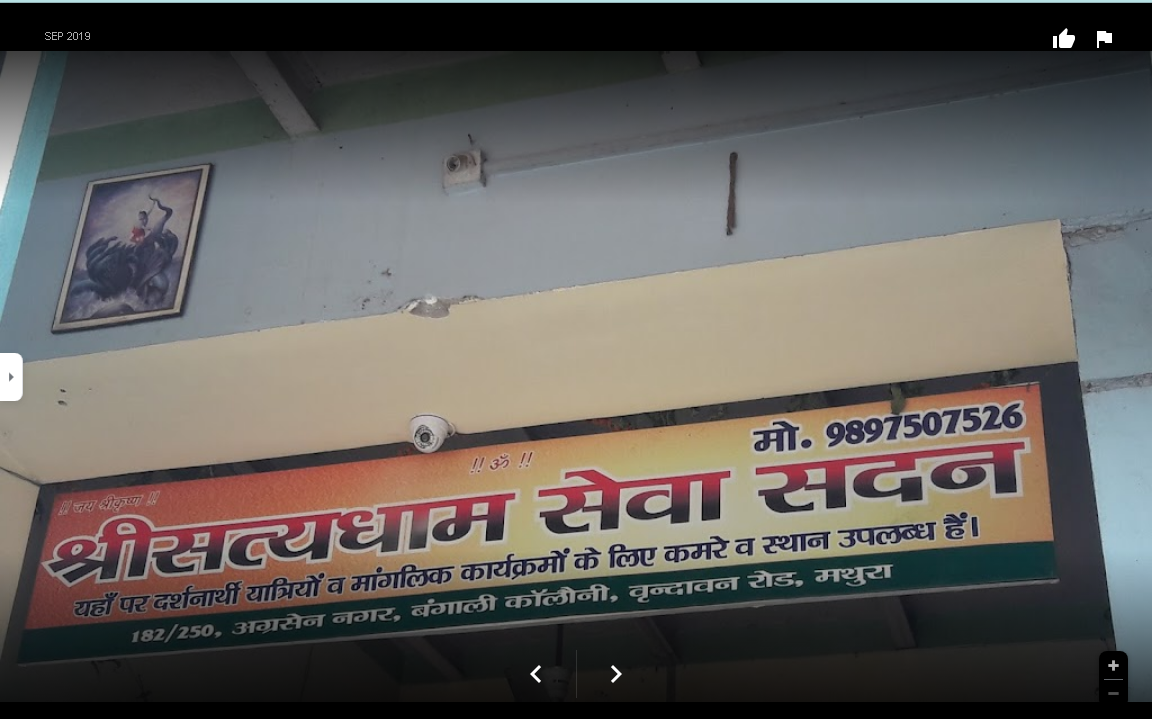 SEP 2019
!! ॐ !!
मो. 9897507526
!! जय श्रीकृष्ण !!
श्रीसत्यधाम सेवा सदन
यहाँ पर दर्शनार्थी यात्रियों व मांगलिक कार्यक्रमों के लिए कमरे व स्थान उपलब्ध हैं।
182/250, अग्रसेन नगर, बंगाली कॉलौनी, वृन्दावन रोड, मथुरा